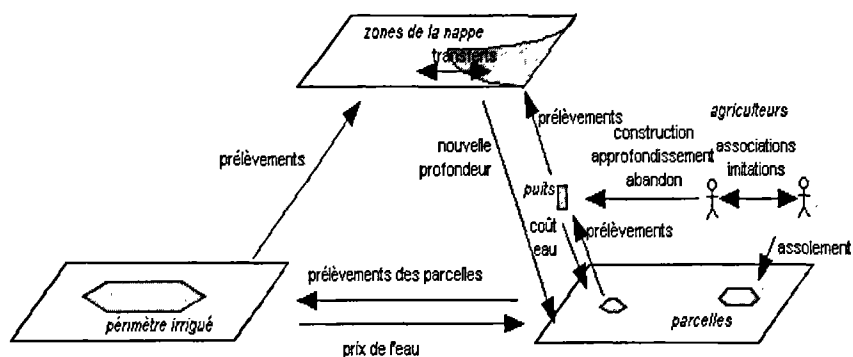 zones de la nappe
transferts
prélèvements
agriculteurs
prélèvements
nouvelle
profondeur
construction
approfondissement
abandon
associations
imitations
puits
coût
eau
prélèvements
assolement
prélèvements des parcelles
périmètre irrigué
parcelles
prix de l'eau